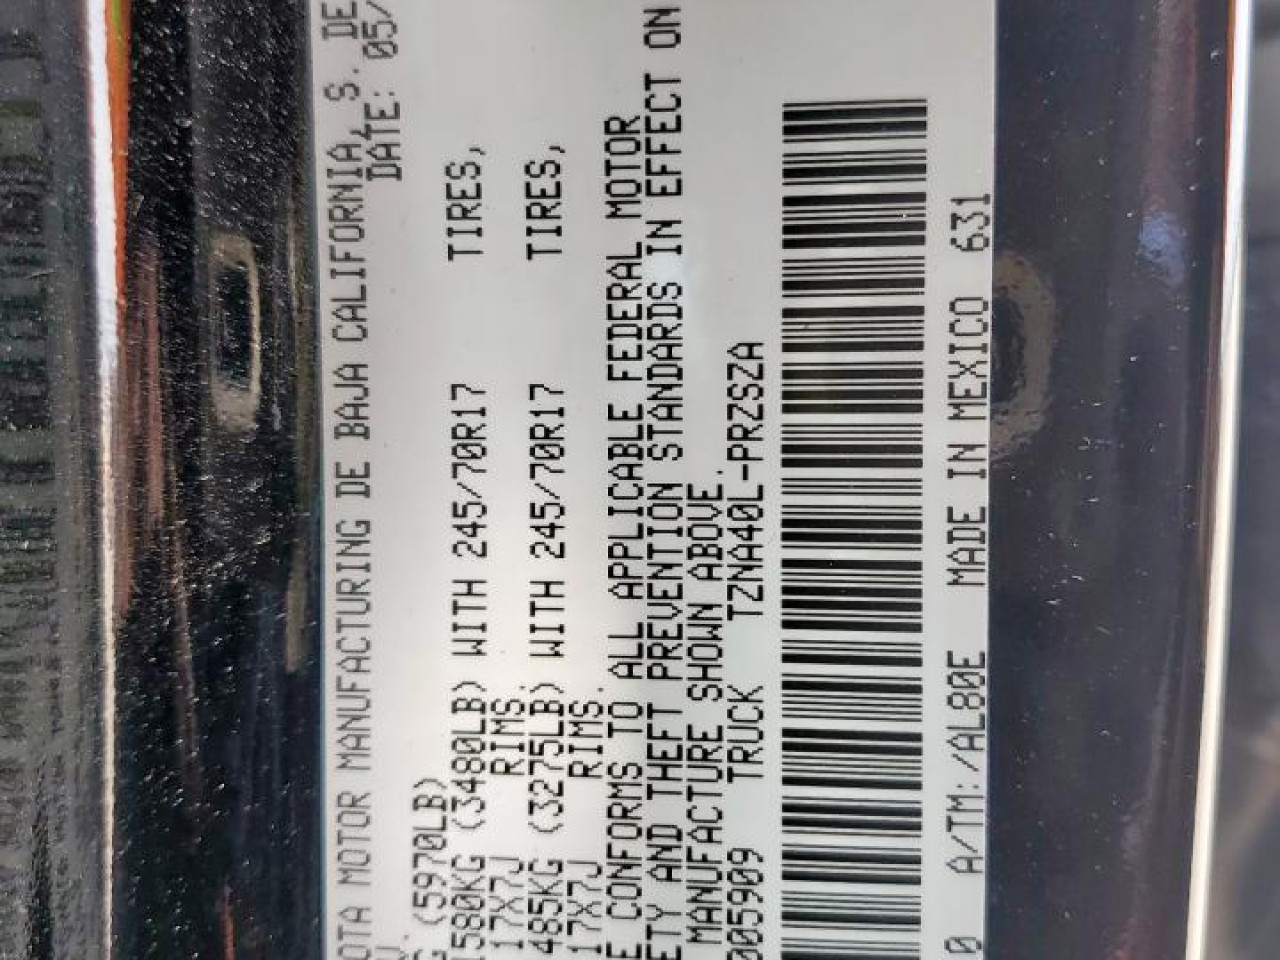 OTA MOTOR MANUFACTURING DE BAJA CALIFORNIA, S. DE
V. DATE: 05/
G (5970LB)
1580KG (3480LB) WITH 245/70R17 TIRES,
17X7J RIMS.
485KG (3275LB) WITH 245/70R17 TIRES,
17X7J RIMS.
E CONFORMS TO ALL APPLICABLE FEDERAL MOTOR
ETY AND THEFT PREVENTION STANDARDS IN EFFECT ON
MANUFACTURE SHOWN ABOVE.
005909 TRUCK TZNA40L-PRZSZA
0 A/TM:/AL80E MADE IN MEXICO 631